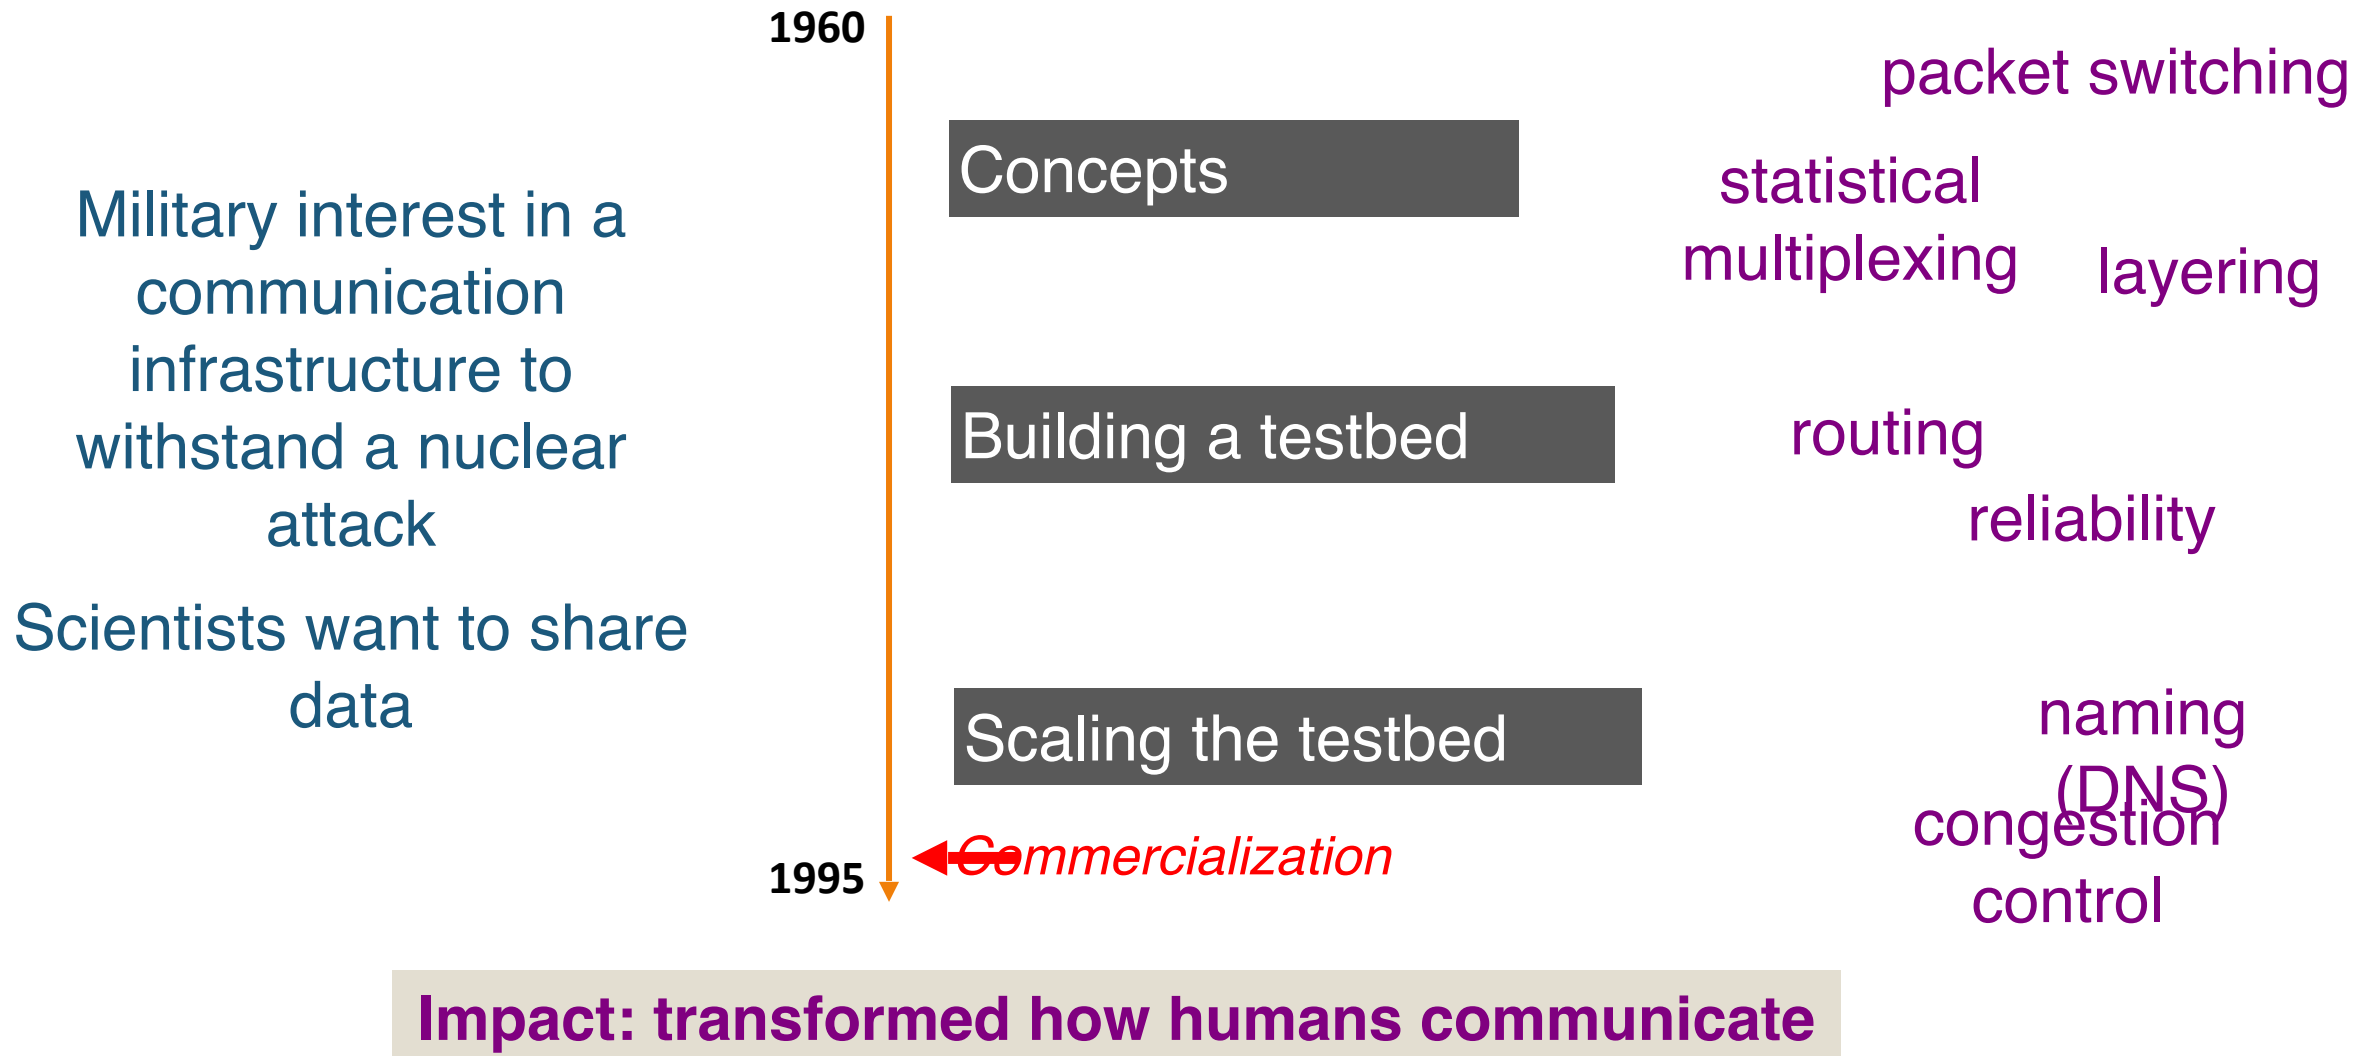 1960
packet switching
Concepts
statistical
multiplexing
layering
Military interest in a
communication
infrastructure to
withstand a nuclear
attack
Building a testbed
routing
reliability
Scientists want to share
data
Scaling the testbed
naming
(DNS)
congestion
control
Commercialization
1995
Impact: transformed how humans communicate